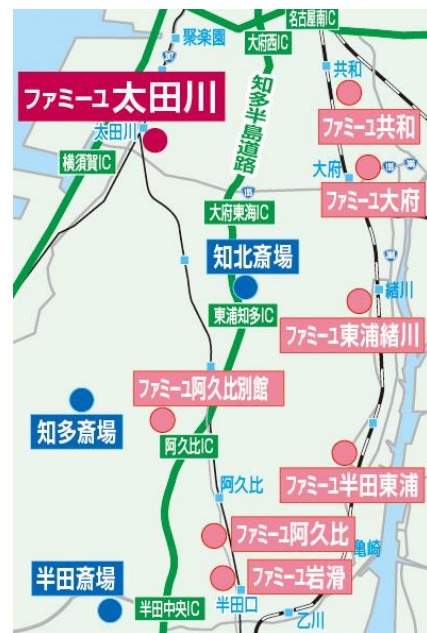 名古屋南IC
大府西IC
聚楽園
共和
ファミーユ太田川
太田川
知多半島道路
ファミーユ共和
横須賀IC
大府
ファミーユ大府
大府東海IC
知北斎場
緒川
東浦知多IC
ファミーユ東浦緒川
ファミーユ阿久比別館
知多斎場
阿久比IC
ファミーユ半田東浦
阿久比
ファミーユ阿久比
亀崎
ファミーユ岩滑
半田斎場
半田中央IC
半田口
乙川